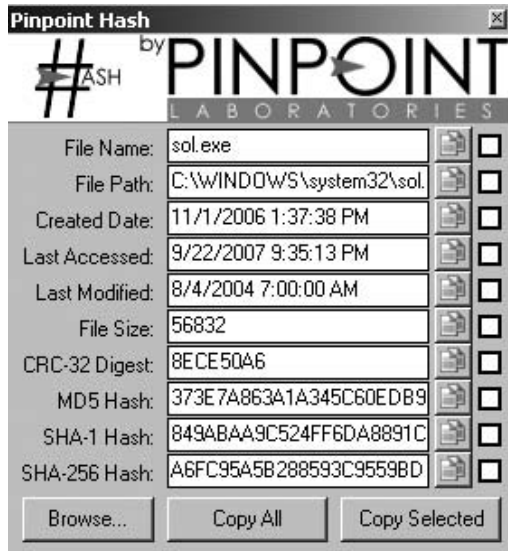 Pinpoint Hash
#ASH by PINPOINT
LABORATORIES
File Name: sol.exe
File Path: C:\WINDOWS\system32\sol.
Created Date: 11/1/2006 1:37:38 PM
Last Accessed: 9/22/2007 9:35:13 PM
Last Modified: 8/4/2004 7:00:00 AM
File Size: 56832
CRC-32 Digest: 8ECE50A6
MD5 Hash: 373E7A863A1A345C60EDB9
SHA-1 Hash: 849ABAA9C524FF6DA8891C
SHA-256 Hash: A6FC95A5B288593C9559BD
Browse... Copy All Copy Selected